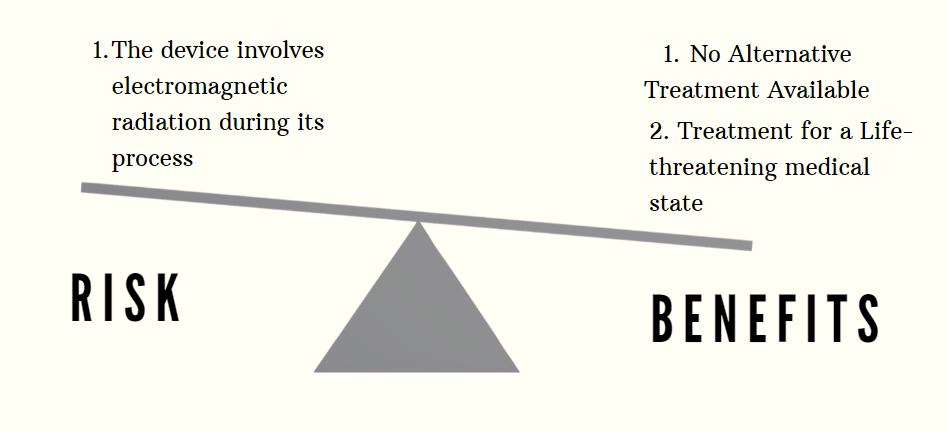 1. The device involves
electromagnetic
radiation during its
process
1. No Alternative
Treatment Available
2. Treatment for a Life-
threatening medical
state
RISK
BENEFITS